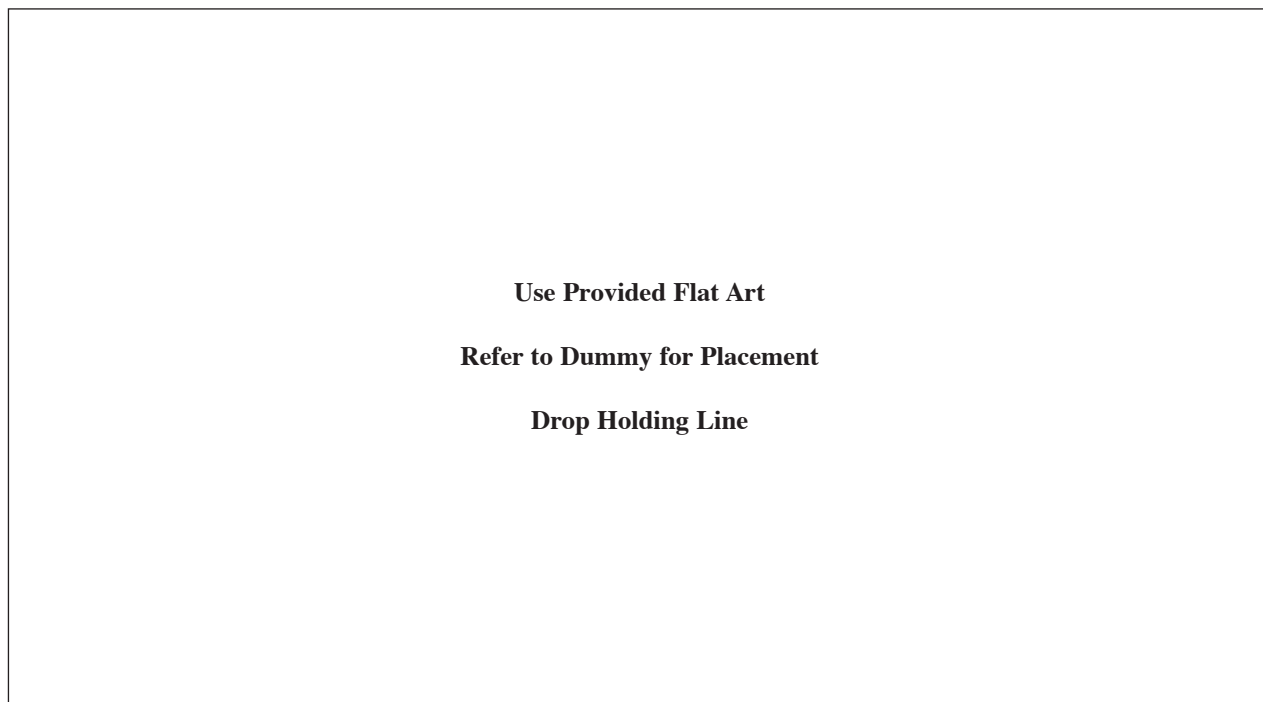 Use Provided Flat Art
Refer to Dummy for Placement
Drop Holding Line